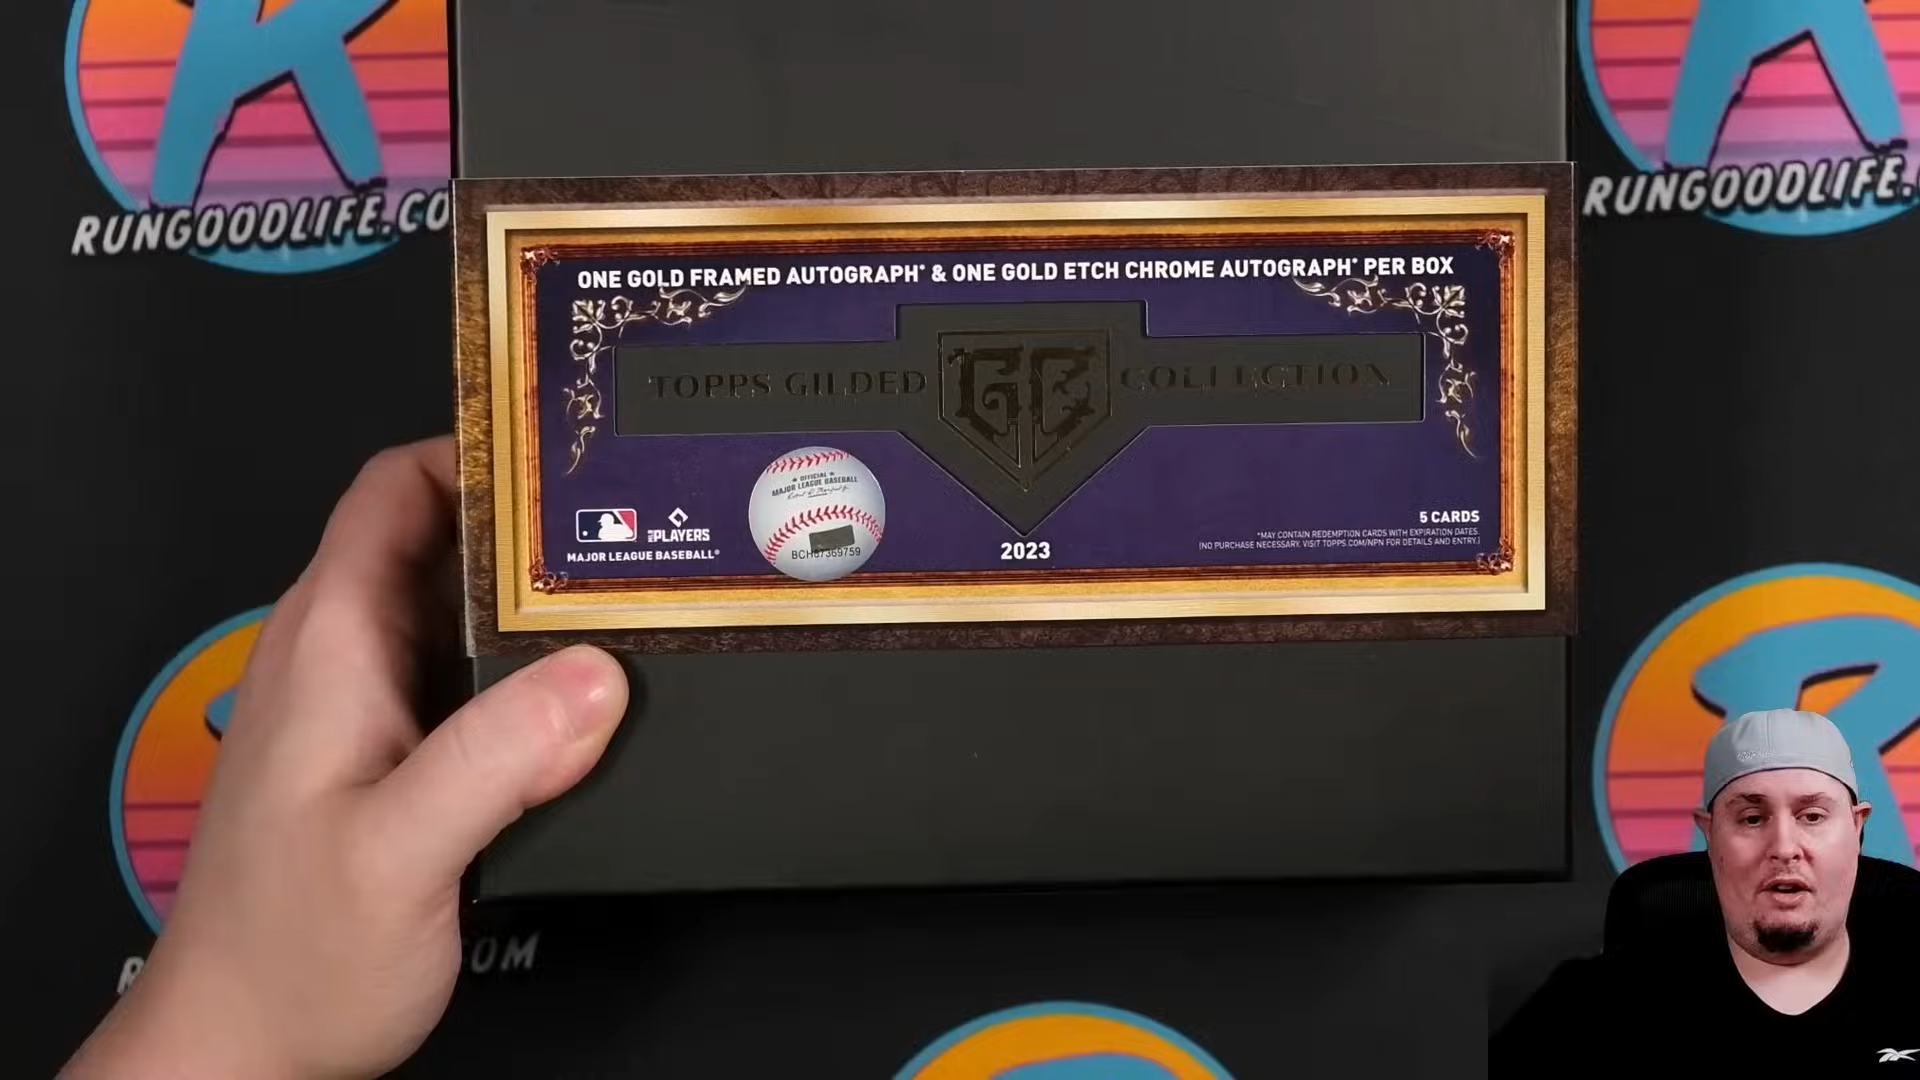 RUNGOODLIFE.CO
RUNGOODLIFE.
ONE GOLD FRAMED AUTOGRAPH* & ONE GOLD ETCH CHROME AUTOGRAPH* PER BOX
TOPPS GILDED GC COLLECTION
OFFICIAL
MAJOR LEAGUE BASEBALL
BCH67369759
MLB PLAYERS
MAJOR LEAGUE BASEBALL®
2023
5 CARDS
*MAY CONTAIN REDEMPTION CARDS WITH EXPIRATION DATES.
(NO PURCHASE NECESSARY. VISIT TOPPS.COM/NPN FOR DETAILS AND ENTRY.)
R
OM